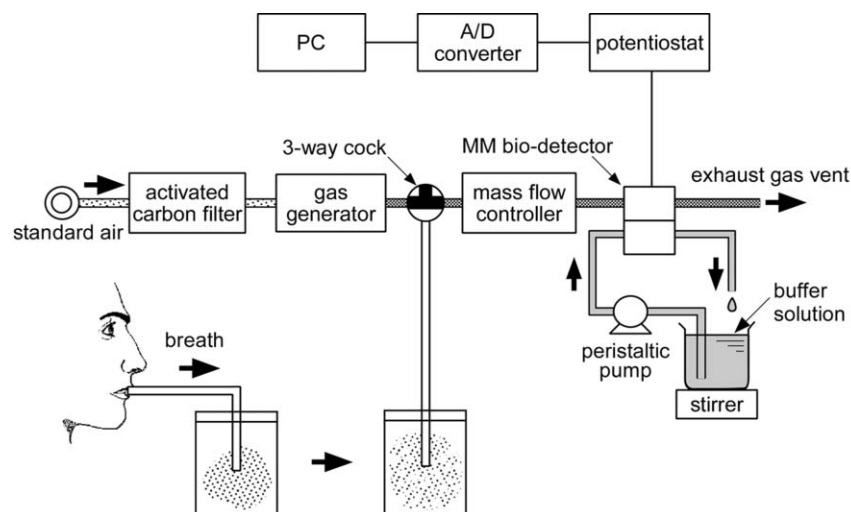 PC
A/D
converter
potentiostat
3-way cock
MM bio-detector
exhaust gas vent
activated
carbon filter
gas
generator
mass flow
controller
standard air
breath
buffer
solution
peristaltic
pump
stirrer